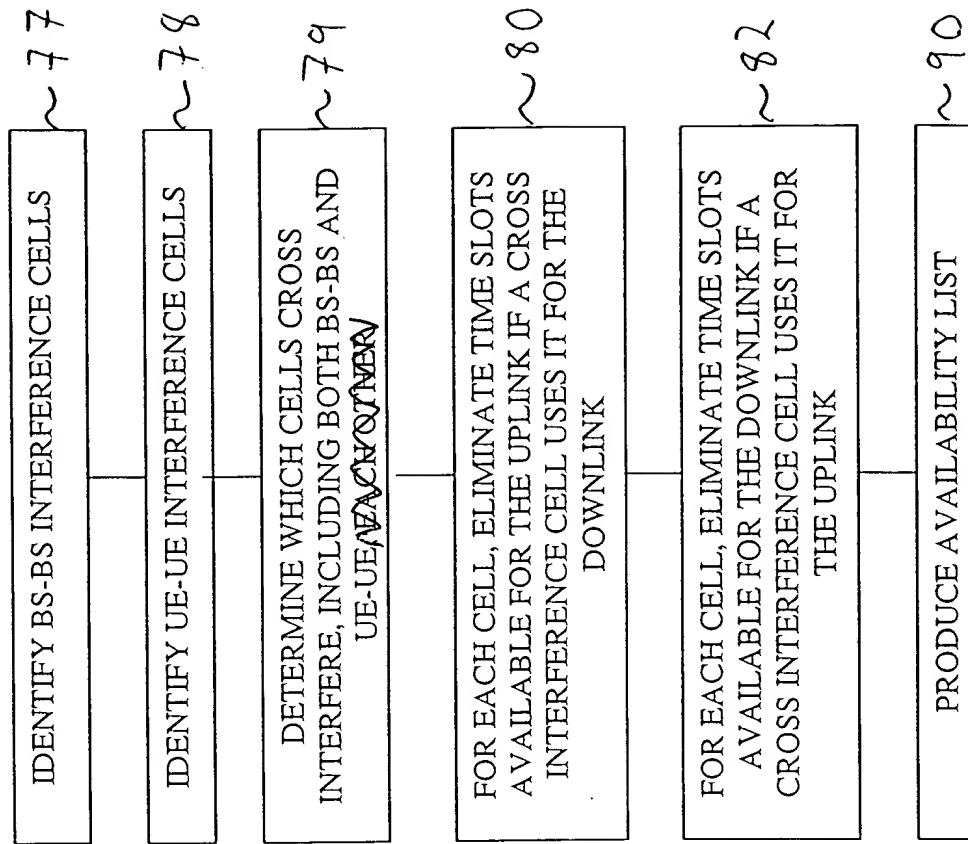 IDENTIFY BS-BS INTERFERENCE CELLS
~77
IDENTIFY UE-UE INTERFERENCE CELLS
~78
DETERMINE WHICH CELLS CROSS
INTERFERE, INCLUDING BOTH BS-BS AND
UE-UE EACH OTHER
~79
FOR EACH CELL, ELIMINATE TIME SLOTS
AVAILABLE FOR THE UPLINK IF A CROSS
INTERFERENCE CELL USES IT FOR THE
DOWNLINK
~80
FOR EACH CELL, ELIMINATE TIME SLOTS
AVAILABLE FOR THE DOWNLINK IF A
CROSS INTERFERENCE CELL USES IT FOR
THE UPLINK
~82
PRODUCE AVAILABILITY LIST
~90